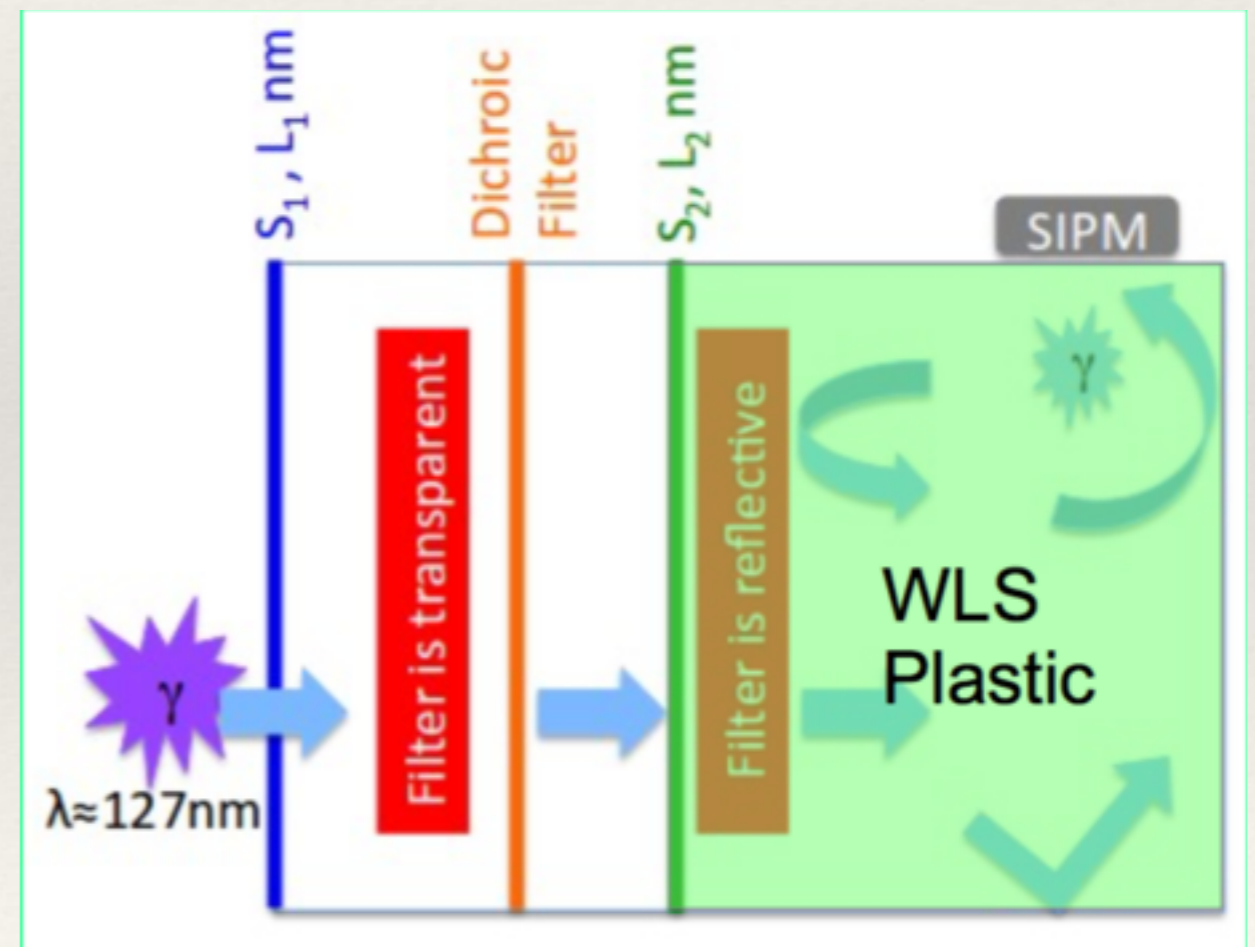 S₁, L₁ nm
Dichroic
Filter
S₂, L₂ nm
SIPM
Filter is transparent
Filter is reflective
γ
WLS
Plastic
γ
λ≈127nm